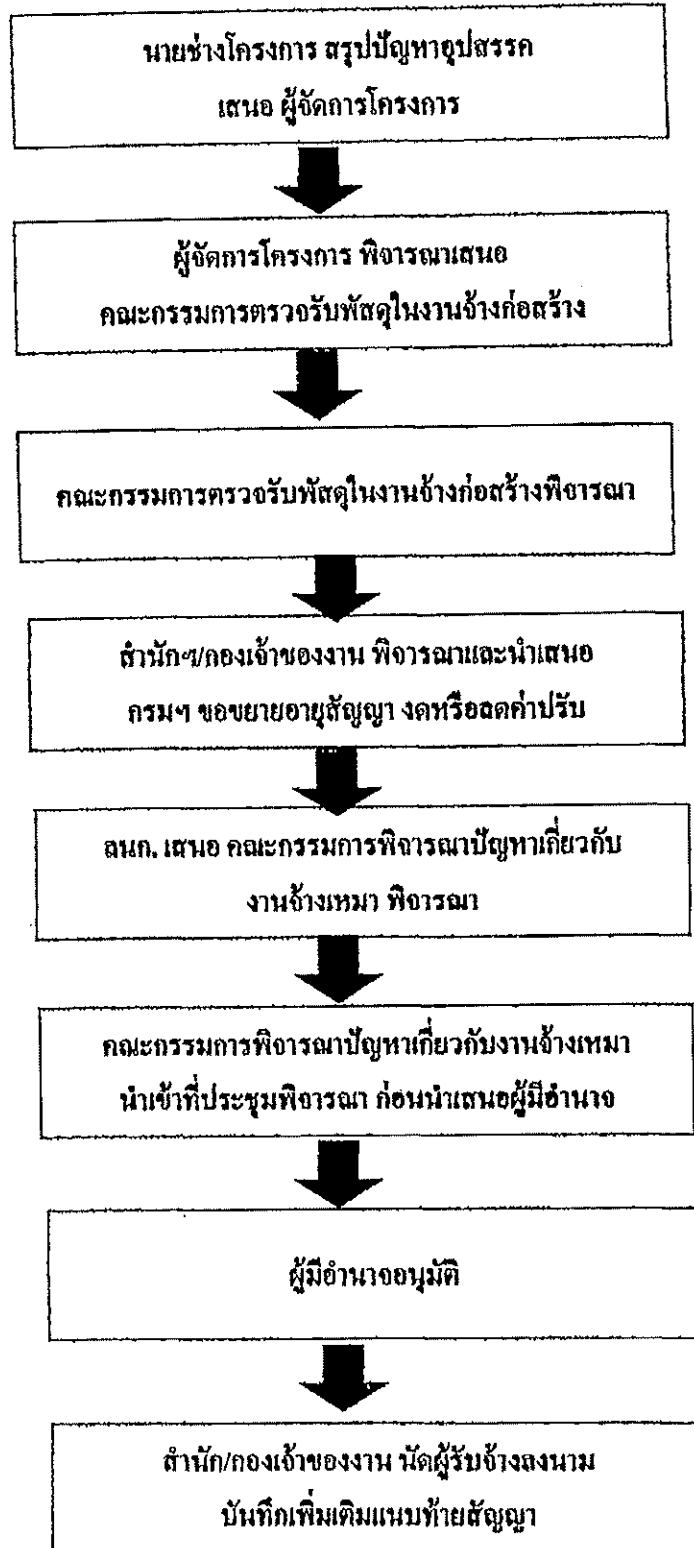 นายช่างโครงการ สรุปปัญหาอุปสรรค
เสนอ ผู้จัดการโครงการ
ผู้จัดการโครงการ พิจารณาเสนอ
คณะกรรมการตรวจรับพัสดุในงานจ้างก่อสร้าง
คณะกรรมการตรวจรับพัสดุในงานจ้างก่อสร้างพิจารณา
สำนักฯ/กองเจ้าของงาน พิจารณาและนำเสนอ
กรมฯ ขอขยายอายุสัญญา งดหรือลดค่าปรับ
ลนก. เสนอ คณะกรรมการพิจารณาปัญหาเกี่ยวกับ
งานจ้างเหมา พิจารณา
คณะกรรมการพิจารณาปัญหาเกี่ยวกับงานจ้างเหมา
นำเข้าที่ประชุมพิจารณา ก่อนนำเสนอผู้มีอำนาจ
ผู้มีอำนาจอนุมัติ
สำนัก/กองเจ้าของงาน นัดผู้รับจ้างลงนาม
บันทึกเพิ่มเติมแนบท้ายสัญญา